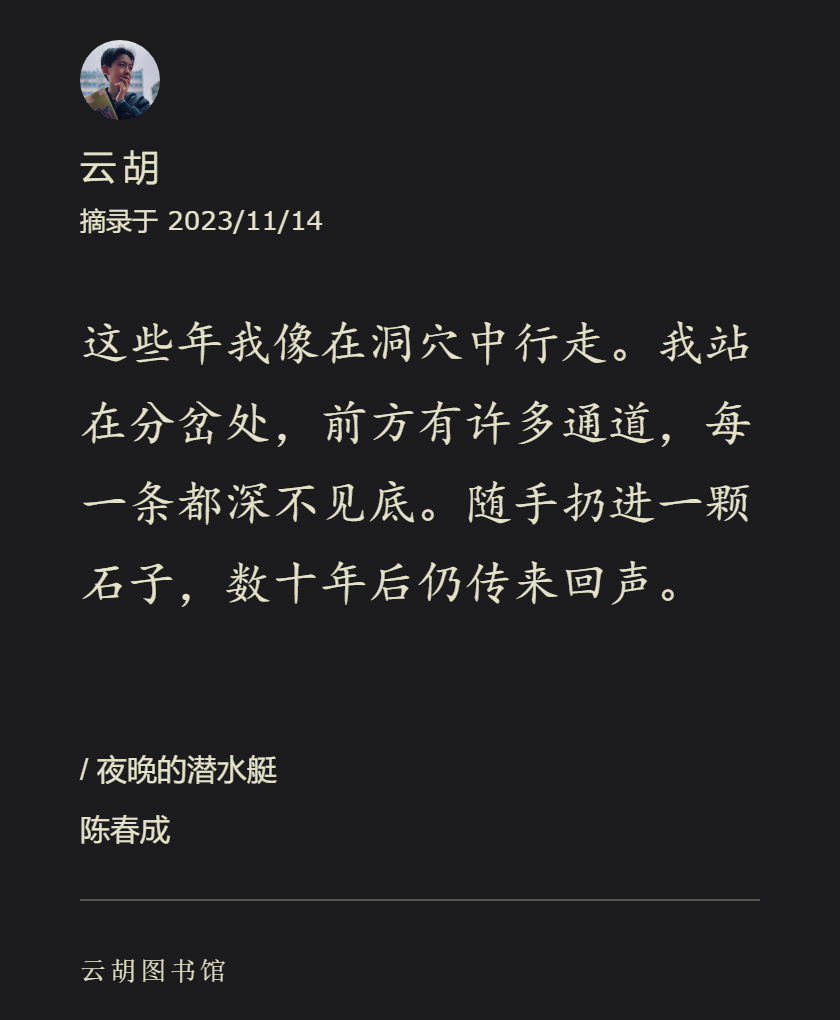 云胡
摘录于 2023/11/14
这些年我像在洞穴中行走。我站
在分岔处，前方有许多通道，每
一条都深不见底。随手扔进一颗
石子，数十年后仍传来回声。
/ 夜晚的潜水艇
陈春成
云胡图书馆